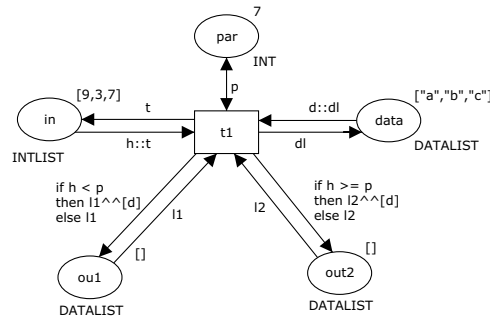 7
par
INT
p
[9,3,7]
in
INTLIST
t
h::t
t1
d::dl
dl
["a","b","c"]
data
DATALIST
if h < p
then l1^^[d]
else l1
l1
l2
if h >= p
then l2^^[d]
else l2
[]
ou1
DATALIST
[]
out2
DATALIST